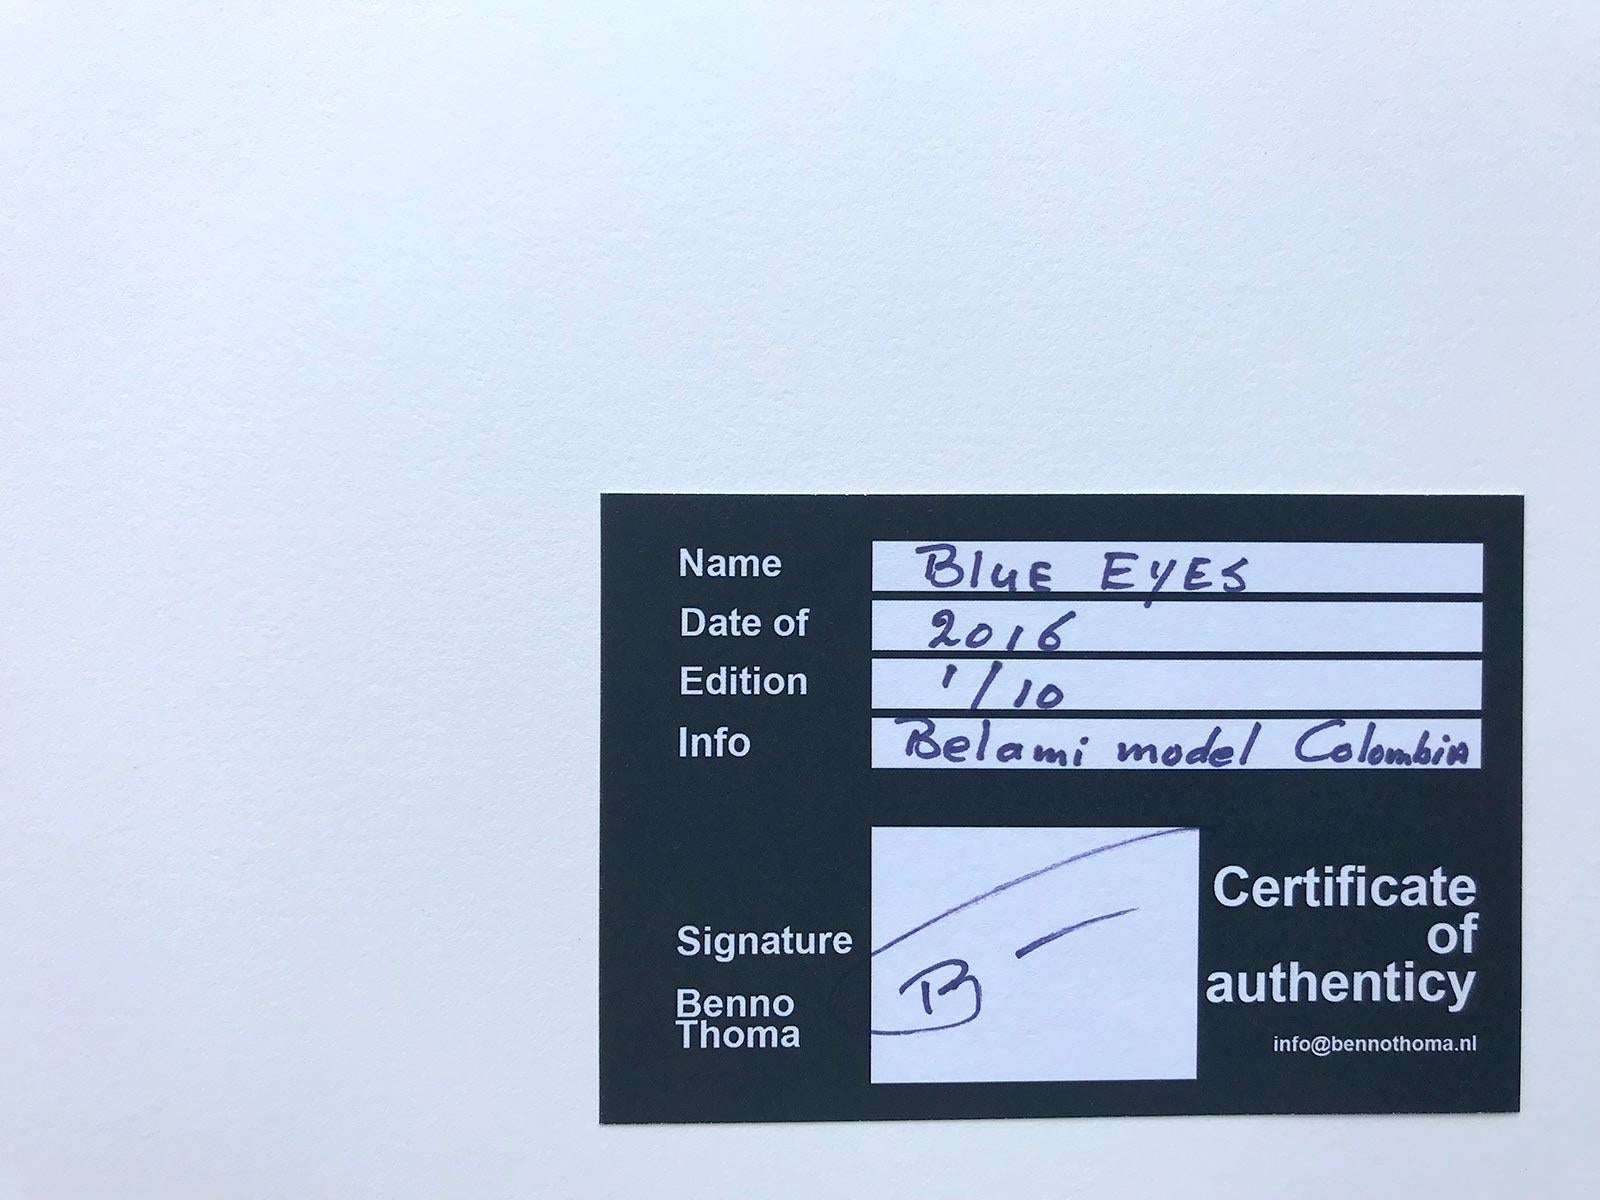 Name Blue Eyes
Date of 2016
Edition 1/10
Info Belami model Colombia
Signature
Benno
Thoma
B
Certificate
of
authenticy
info@bennothoma.nl